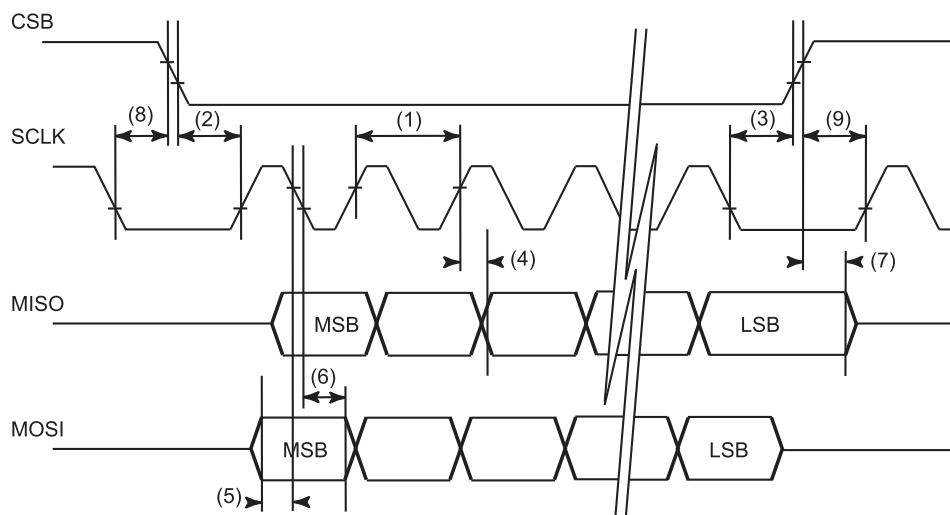 CSB
(8)
(2)
(1)
(3)
(9)
SCLK
(4)
(7)
MISO
MSB
LSB
(6)
MOSI
MSB
LSB
(5)